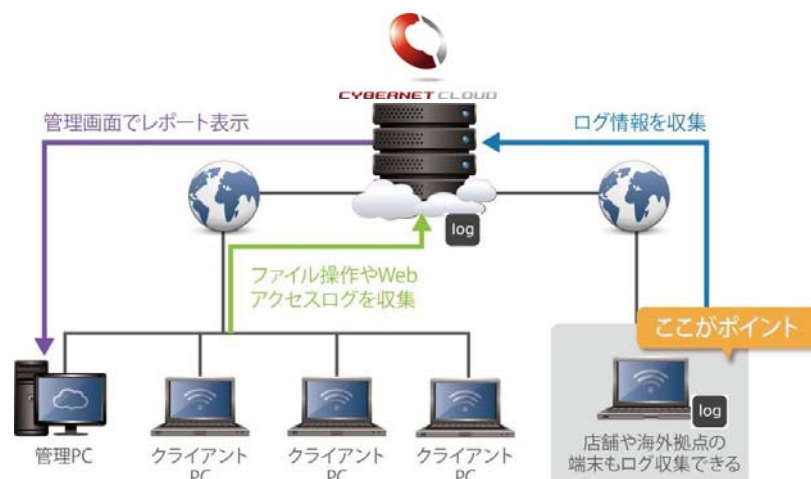 CYBERNET CLOUD
管理画面でレポート表示
ログ情報を収集
log
ファイル操作やWeb
アクセスログを収集
ここがポイント
log
管理PC
クライアント
PC
クライアント
PC
クライアント
PC
店舗や海外拠点の
端末もログ収集できる